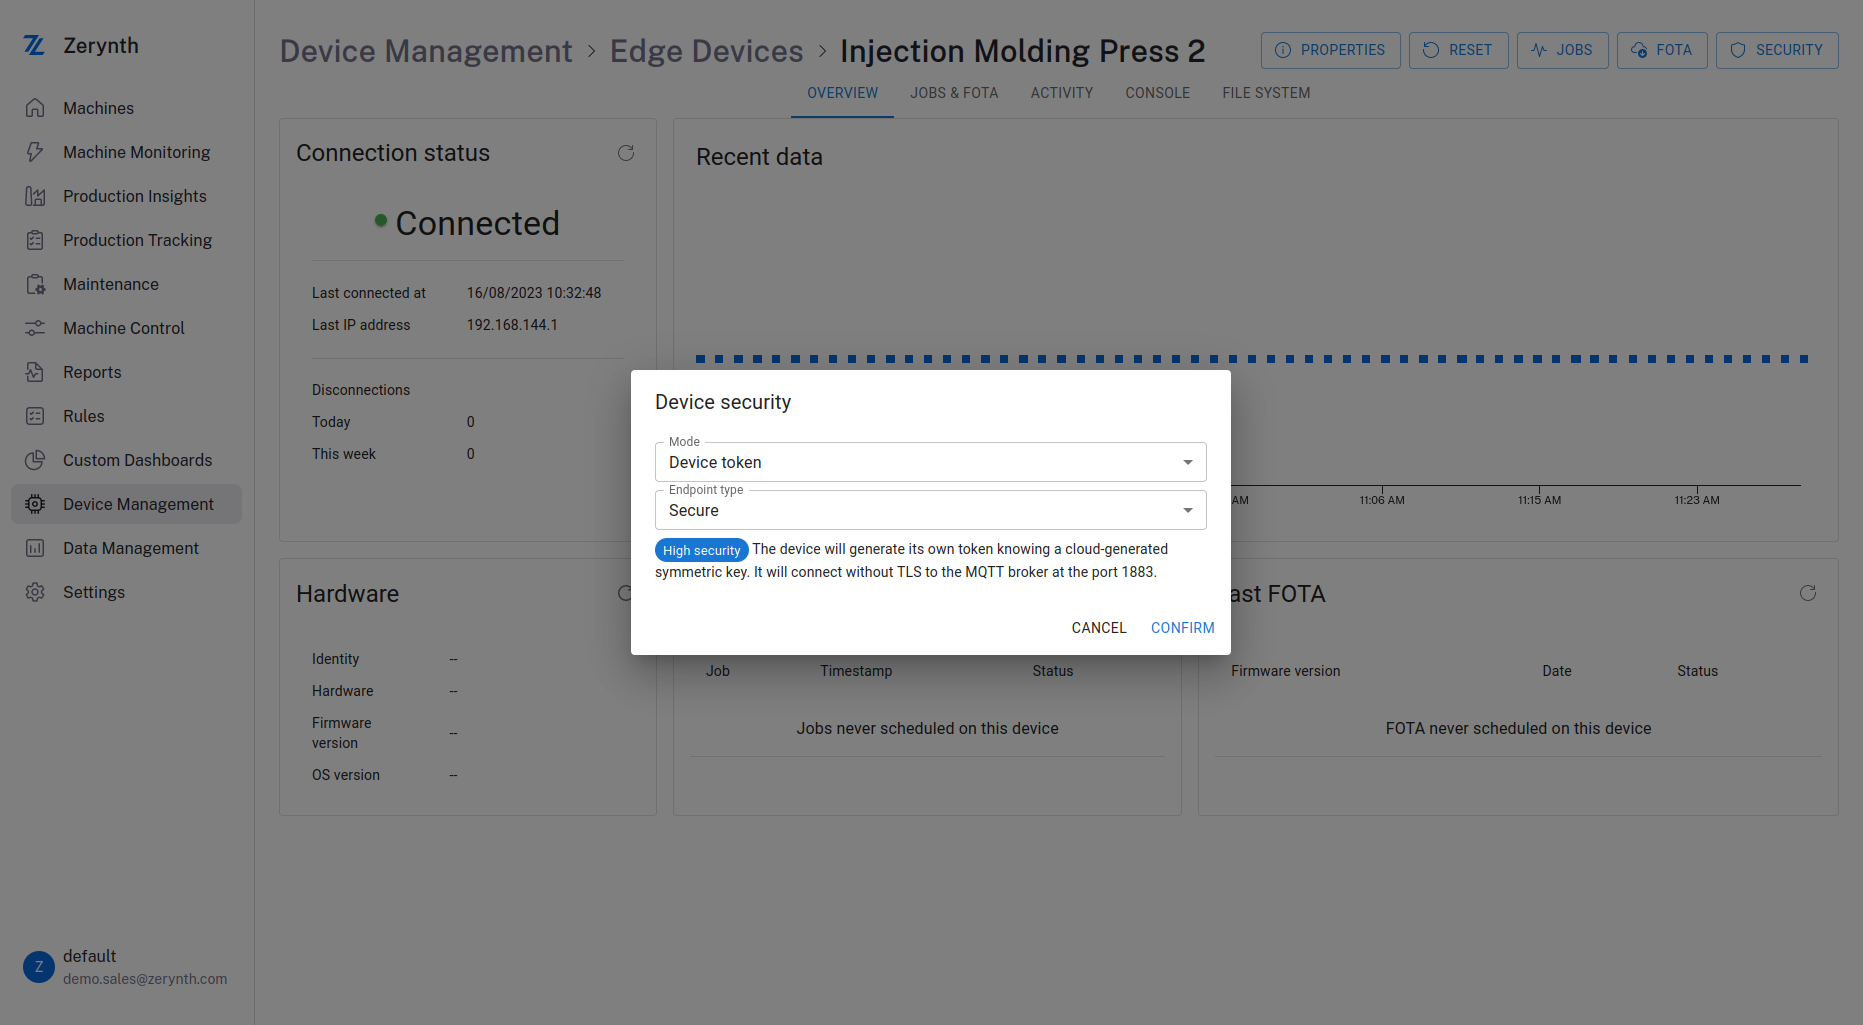 Zerynth
Machines
Machine Monitoring
Production Insights
Production Tracking
Maintenance
Machine Control
Reports
Rules
Custom Dashboards
Device Management
Data Management
Settings
Z
default
demo.sales@zerynth.com
Device Management > Edge Devices > Injection Molding Press 2
PROPERTIES
RESET
JOBS
FOTA
SECURITY
OVERVIEW
JOBS & FOTA
ACTIVITY
CONSOLE
FILE SYSTEM
Connection status
Connected
Last connected at 16/08/2023 10:32:48
Last IP address 192.168.144.1
Disconnections
Today 0
This week 0
Recent data
AM 11:06 AM 11:15 AM 11:23 AM
Device security
Mode
Device token
Endpoint type
Secure
High security The device will generate its own token knowing a cloud-generated
symmetric key. It will connect without TLS to the MQTT broker at the port 1883.
CANCEL CONFIRM
Hardware
Identity --
Hardware --
Firmware
version --
OS version --
Job Timestamp Status
Jobs never scheduled on this device
ast FOTA
Firmware version Date Status
FOTA never scheduled on this device